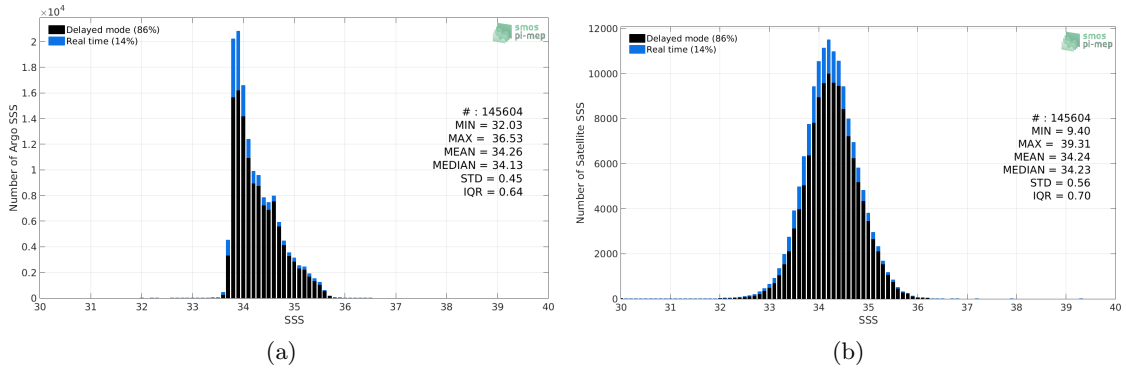 ×10⁴
Delayed mode (86%)
Real time (14%)
smos
pi-mep
2
1.8
1.6
1.4
1.2
1
0.8
0.6
0.4
0.2
0
Number of Argo SSS
# : 145604
MIN = 32.03
MAX = 36.53
MEAN = 34.26
MEDIAN = 34.13
STD = 0.45
IQR = 0.64
30 31 32 33 34 35 36 37 38 39 40
SSS
(a)
Delayed mode (86%)
Real time (14%)
smos
pi-mep
12000
10000
8000
6000
4000
2000
0
Number of Satellite SSS
# : 145604
MIN = 9.40
MAX = 39.31
MEAN = 34.24
MEDIAN = 34.23
STD = 0.56
IQR = 0.70
30 31 32 33 34 35 36 37 38 39 40
SSS
(b)